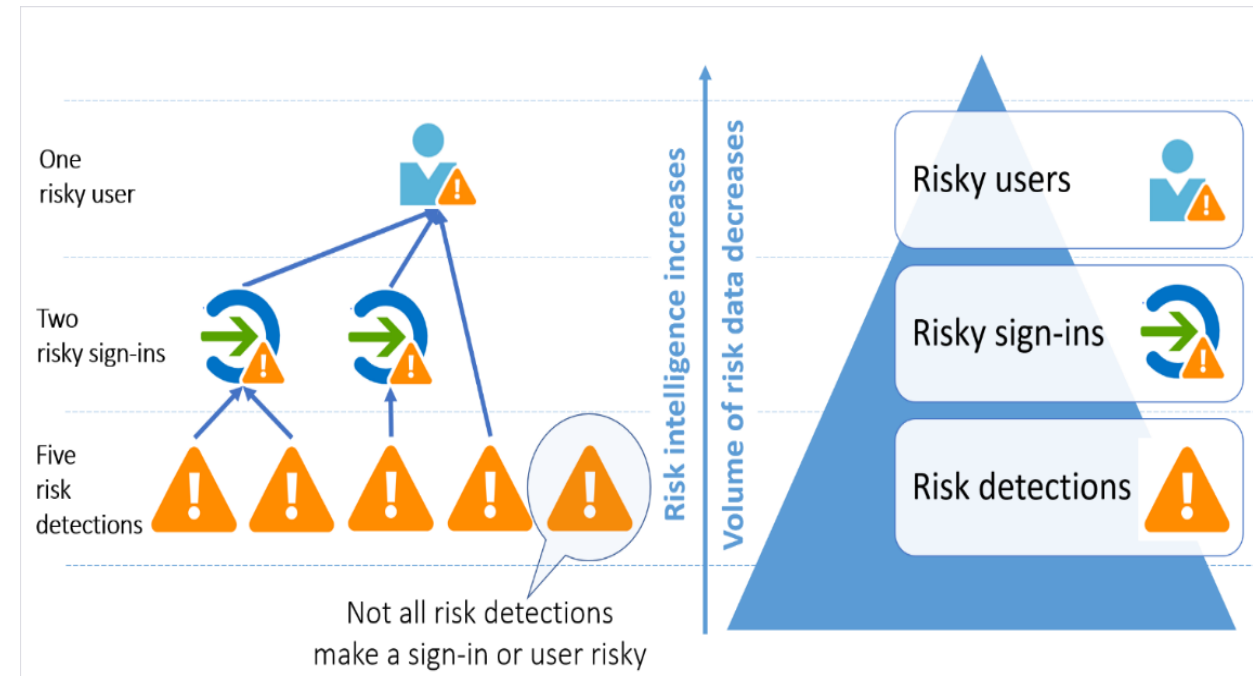 One
risky user
Two
risky sign-ins
Five
risk
detections
Not all risk detections
make a sign-in or user risky
Risk intelligence increases
Volume of risk data decreases
Risky users
Risky sign-ins
Risk detections